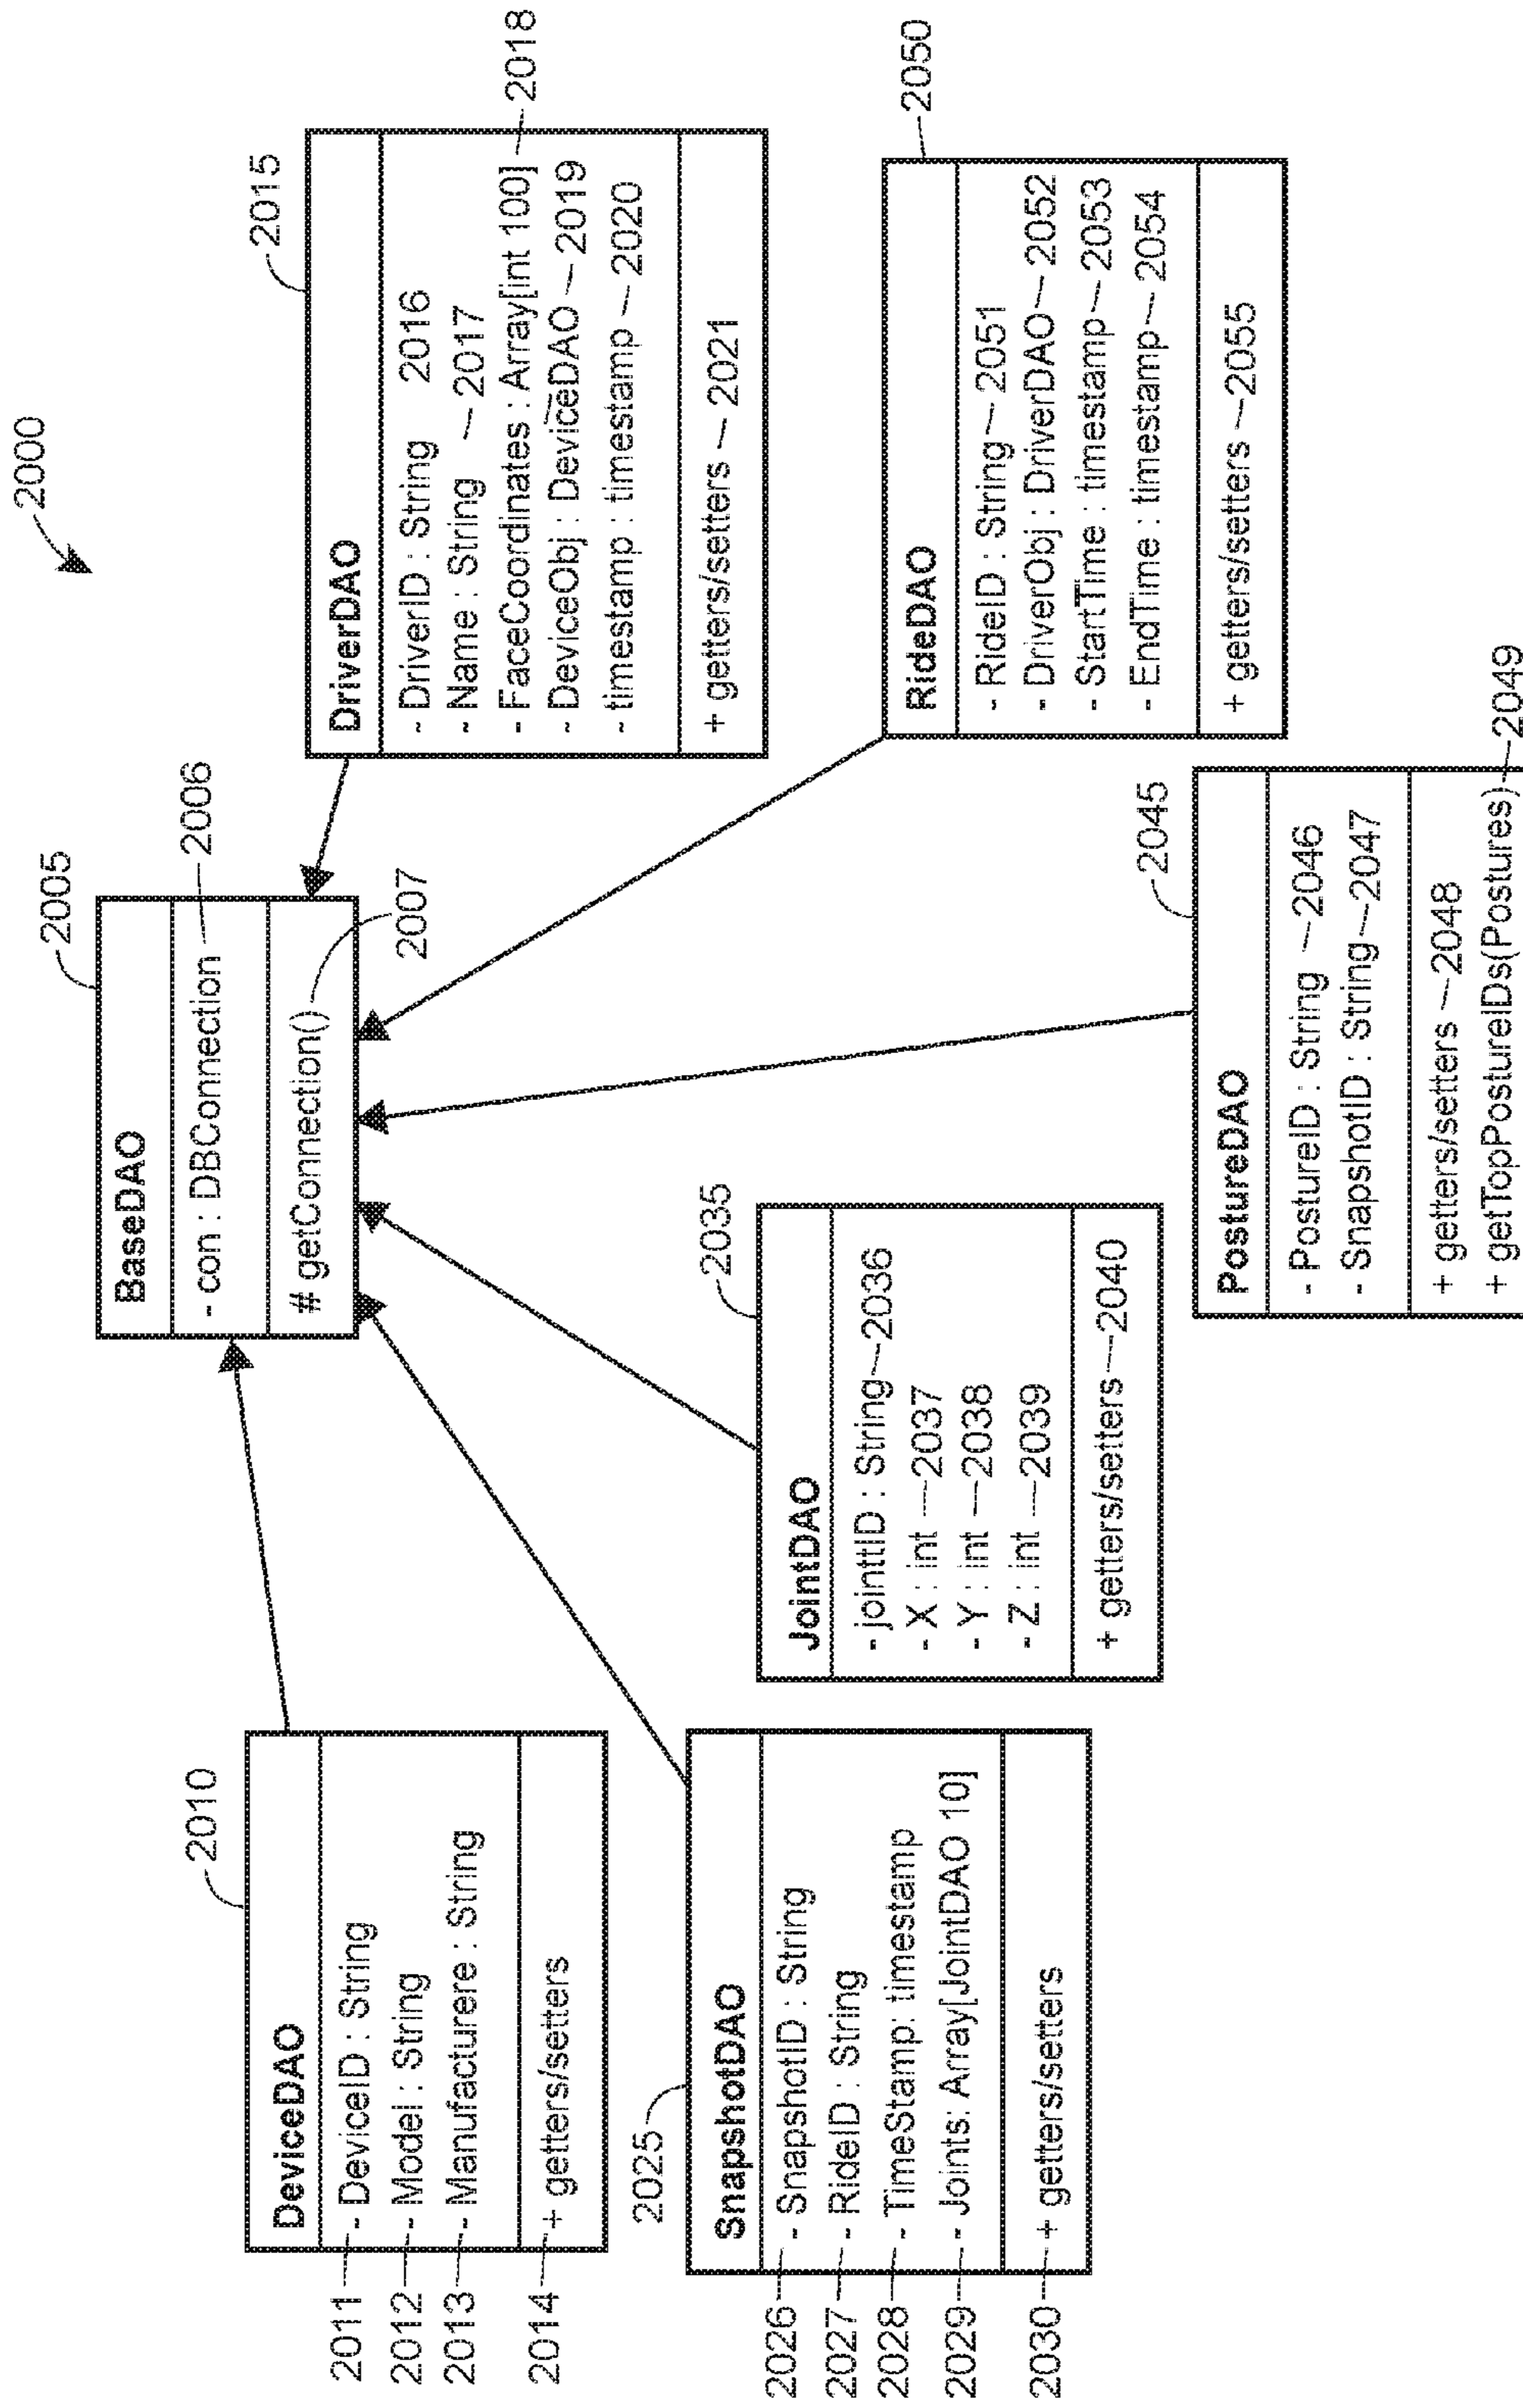 2000
2005
BaseDAO
- con : DBConnection 2006
# getConnection()
2007
2010
DeviceDAO
2011 - DeviceID : String
2012 - Model : String
2013 - Manufacturere : String
2014 + getters/setters
2015
DriverDAO
- DriverID : String 2016
- Name : String 2017
- FaceCoordinates : Array[int 100] 2018
- DeviceObj : DeviceDAO 2019
- timestamp : timestamp 2020
+ getters/setters 2021
2025
SnapshotDAO
2026 - SnapshotID : String
2027 - RideID : String
2028 - TimeStamp: timestamp
2029 - Joints: Array[JointDAO 10]
2030 + getters/setters
2035
JointDAO
- jointtID : String 2036
- X : int 2037
- Y : int 2038
- Z : int 2039
+ getters/setters 2040
2045
PostureDAO
- PostureID : String 2046
- SnapshotID : String 2047
+ getters/setters 2048
+ getTopPostureIDs(Postures) 2049
2050
RideDAO
- RideID : String 2051
- DriverObj : DriverDAO 2052
- StartTime : timestamp 2053
- EndTime : timestamp 2054
+ getters/setters 2055